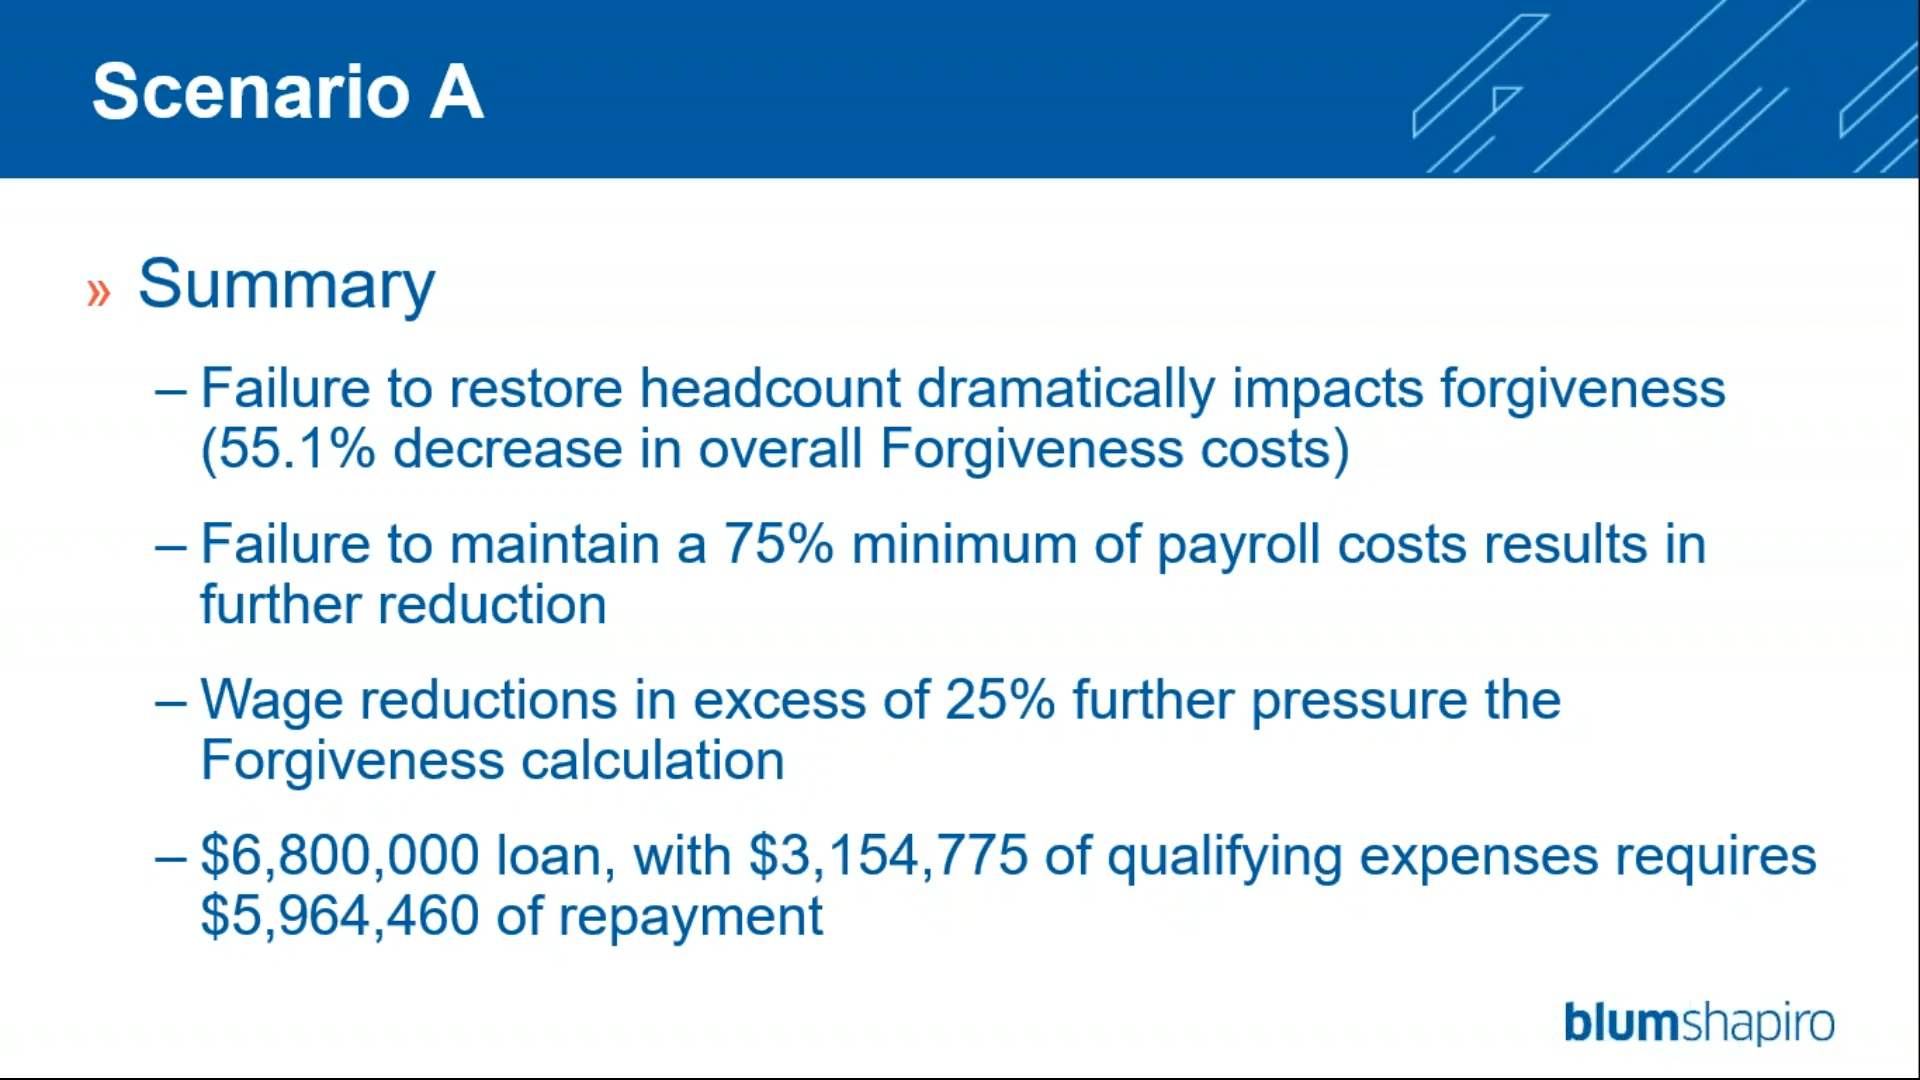 Scenario A
» Summary
– Failure to restore headcount dramatically impacts forgiveness
(55.1% decrease in overall Forgiveness costs)
– Failure to maintain a 75% minimum of payroll costs results in
further reduction
– Wage reductions in excess of 25% further pressure the
Forgiveness calculation
– $6,800,000 loan, with $3,154,775 of qualifying expenses requires
$5,964,460 of repayment
blumshapiro